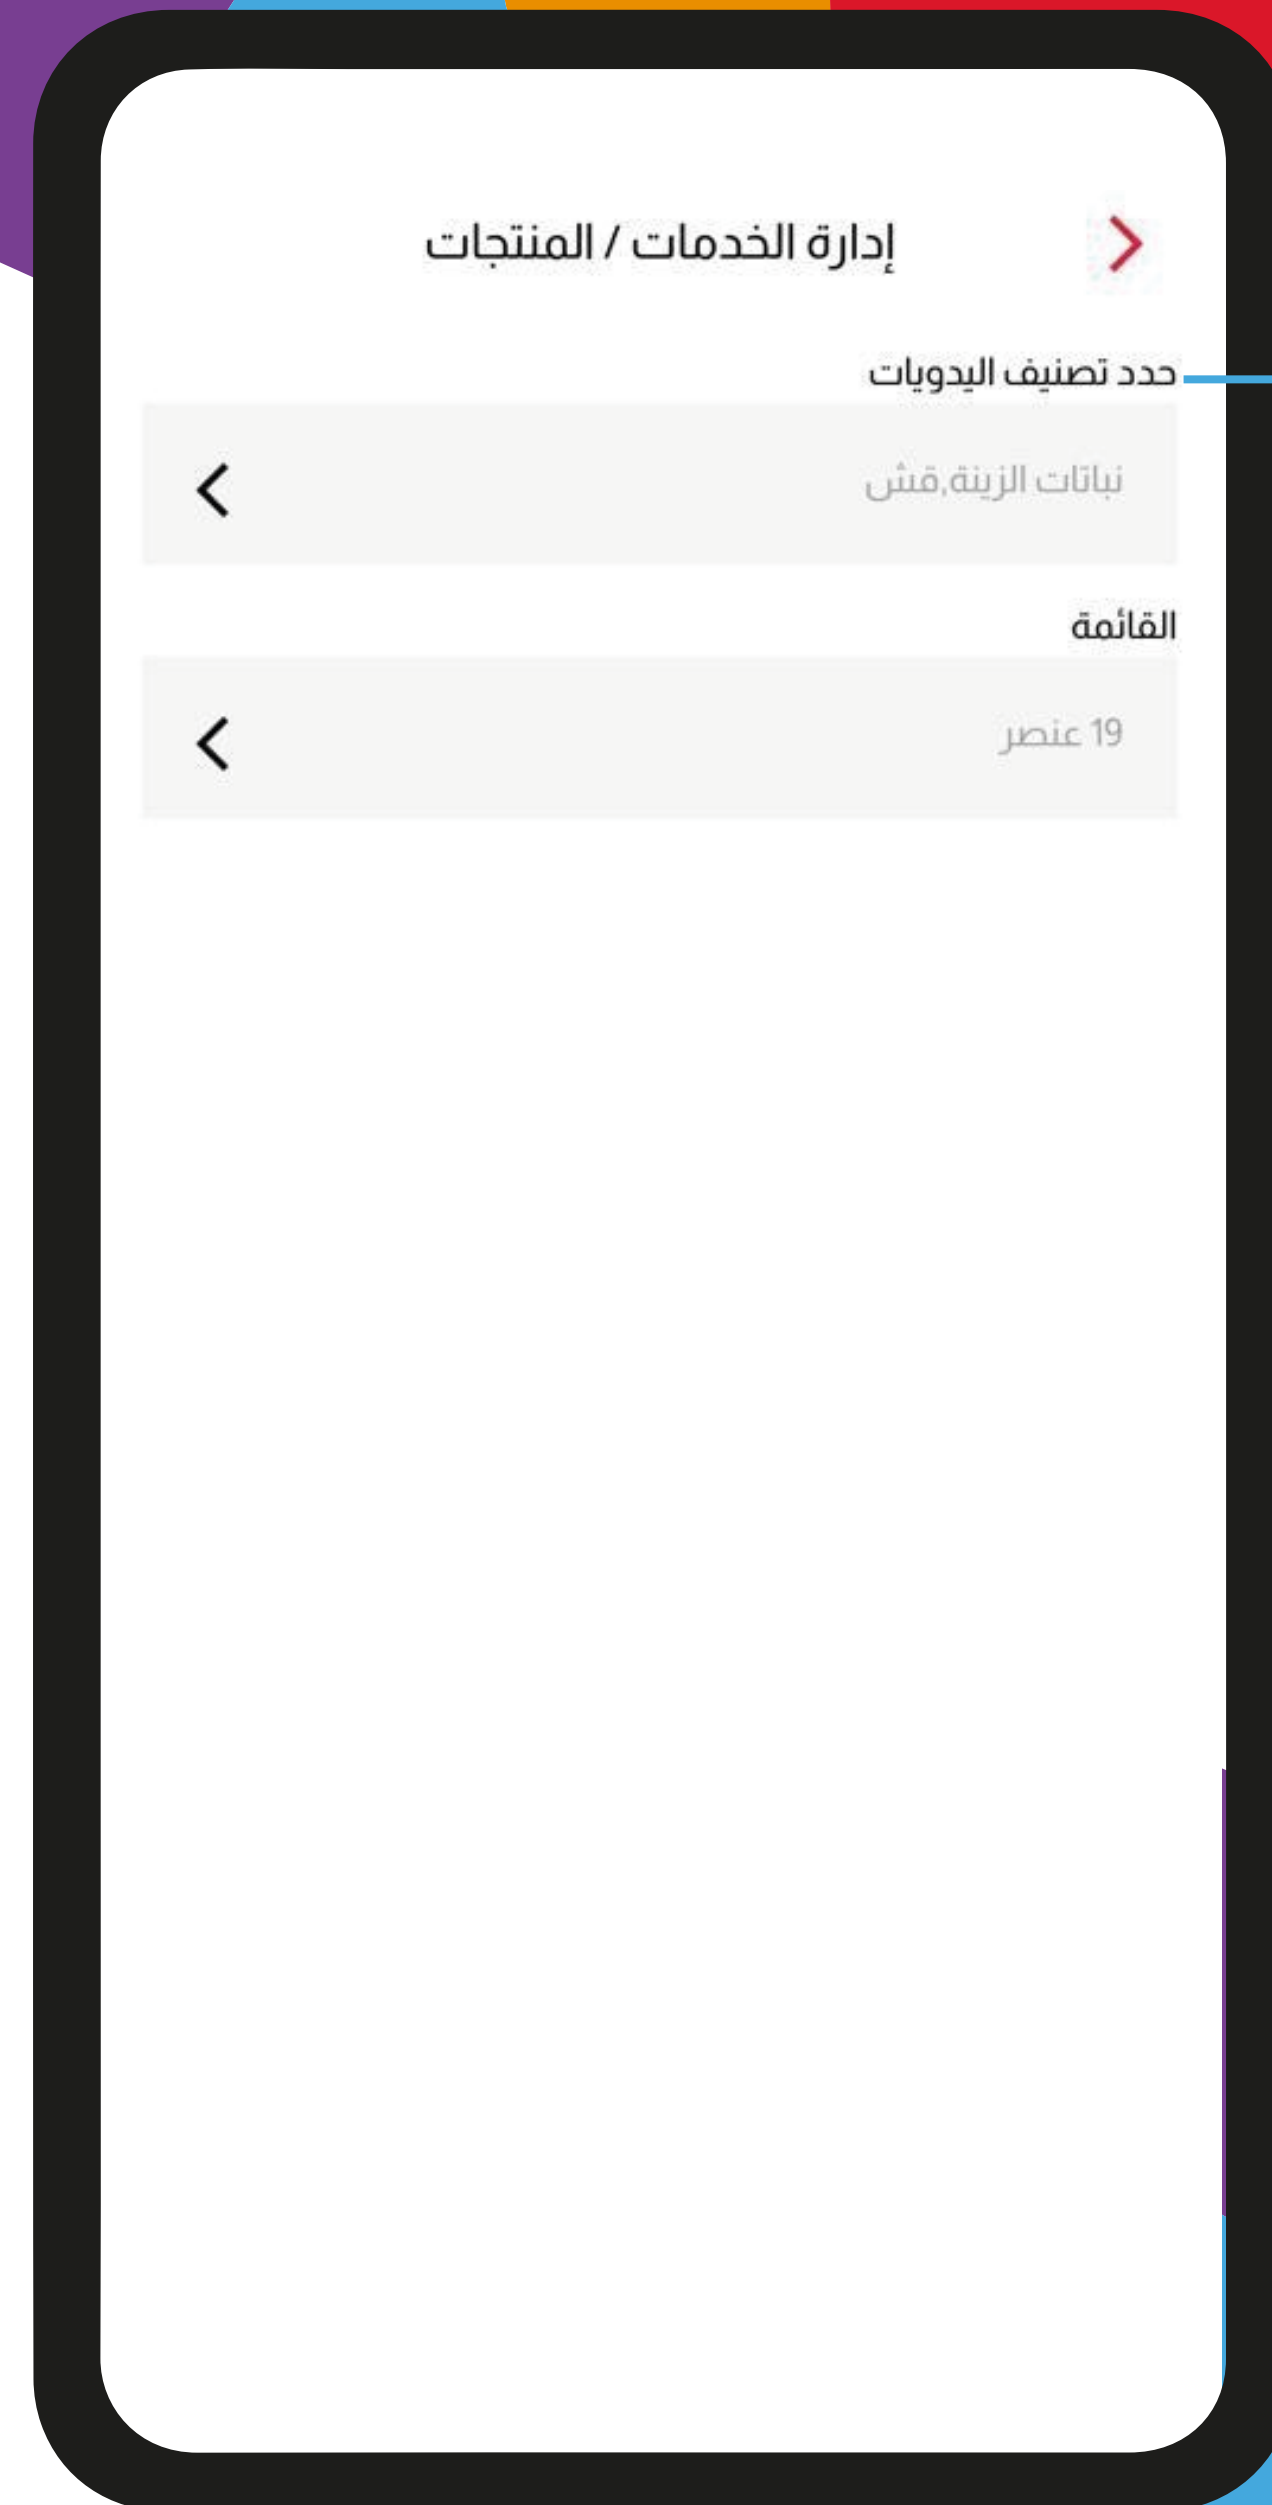 إدارة الخدمات / المنتجات
حدد تصنيف اليدويات
نباتات الزينة,قش
القائمة
19 عنصر